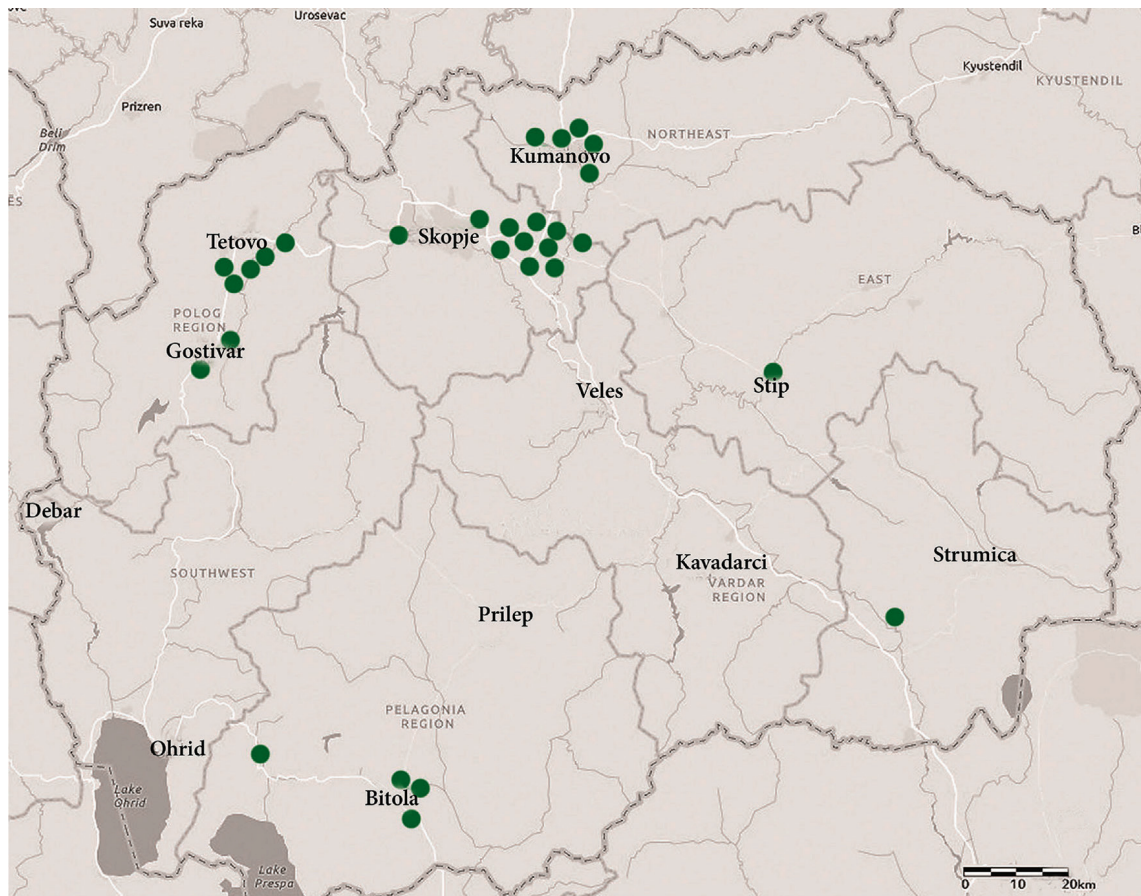 Suva reka
Urosevac
Kyustendil
KYUSTENDIL
Prizren
Beli
Drim
NORTHEAST
Kumanovo
ES
Tetovo
Skopje
EAST
POLOG
REGION
Gostivar
Veles
Stip
Debar
Kavadarci
Strumica
SOUTHWEST
VARDAR
REGION
Prilep
PELAGONIA
REGION
Ohrid
Lake
Ohrid
Bitola
Lake
Prespa
0 10 20km